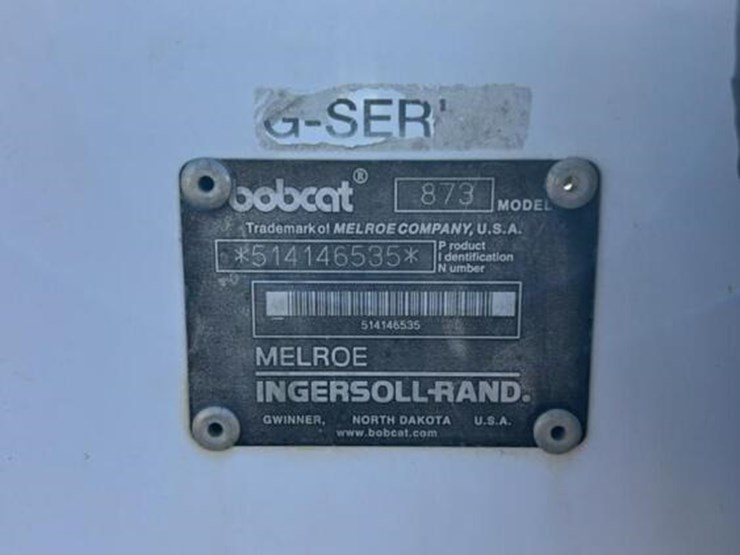 G-SER
bobcat® 873 MODEL
Trademark of MELROE COMPANY, U.S.A.
*514146535* Product
Identification
Number
514146535
MELROE
INGERSOLL-RAND®
GWINNER, NORTH DAKOTA U.S.A.
www.bobcat.com